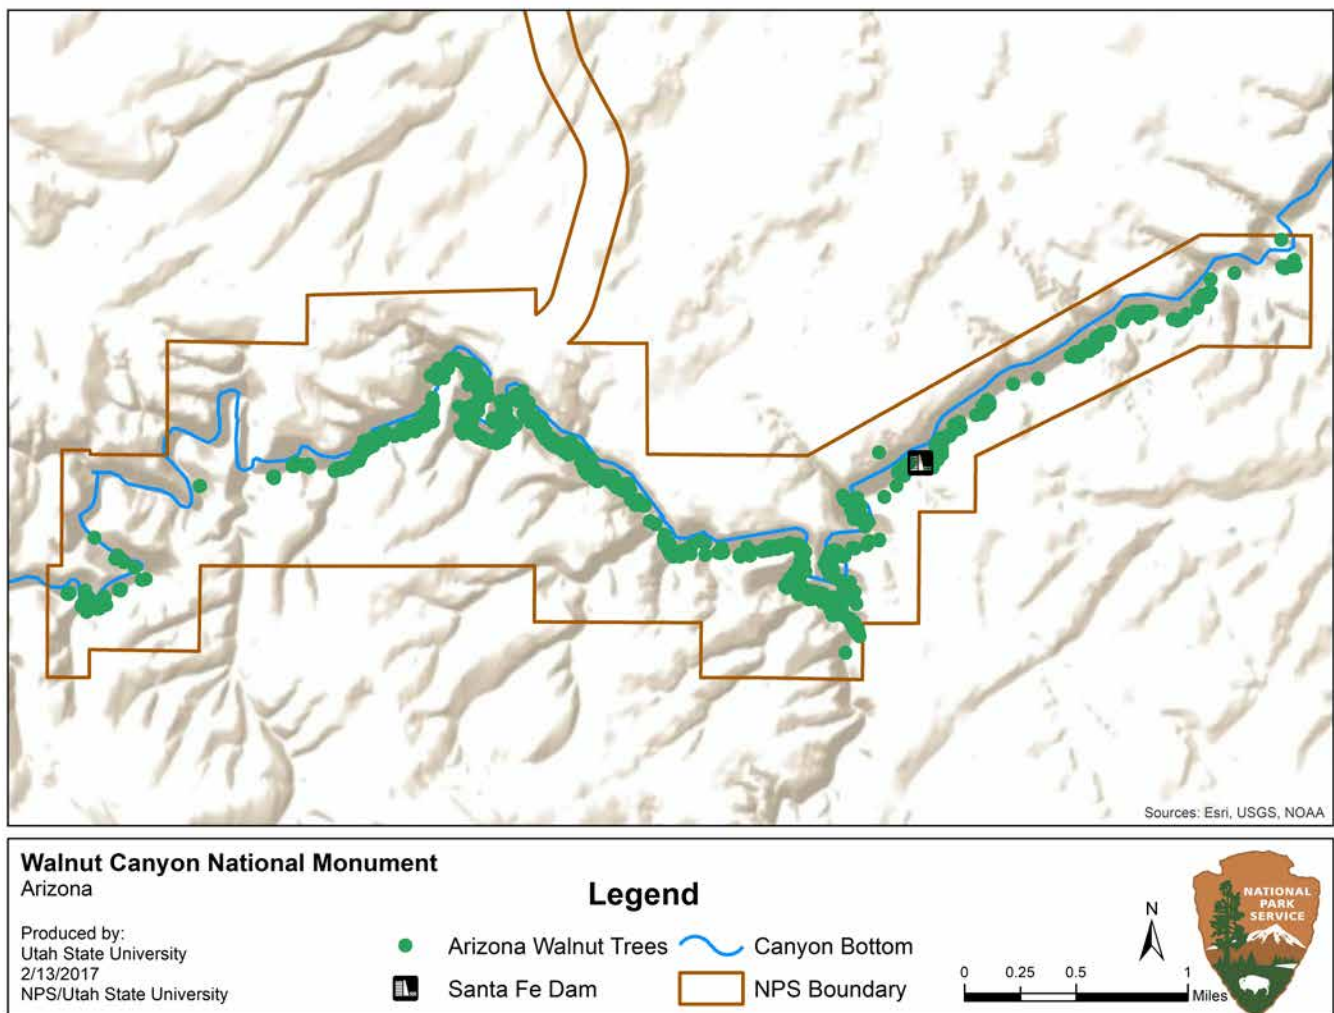 Sources: Esri, USGS, NOAA
Walnut Canyon National Monument
Arizona
Produced by:
Utah State University
2/13/2017
NPS/Utah State University
Legend
Arizona Walnut Trees
Canyon Bottom
Santa Fe Dam
NPS Boundary
N
0 0.25 0.5 1
Miles
NATIONAL
PARK
SERVICE